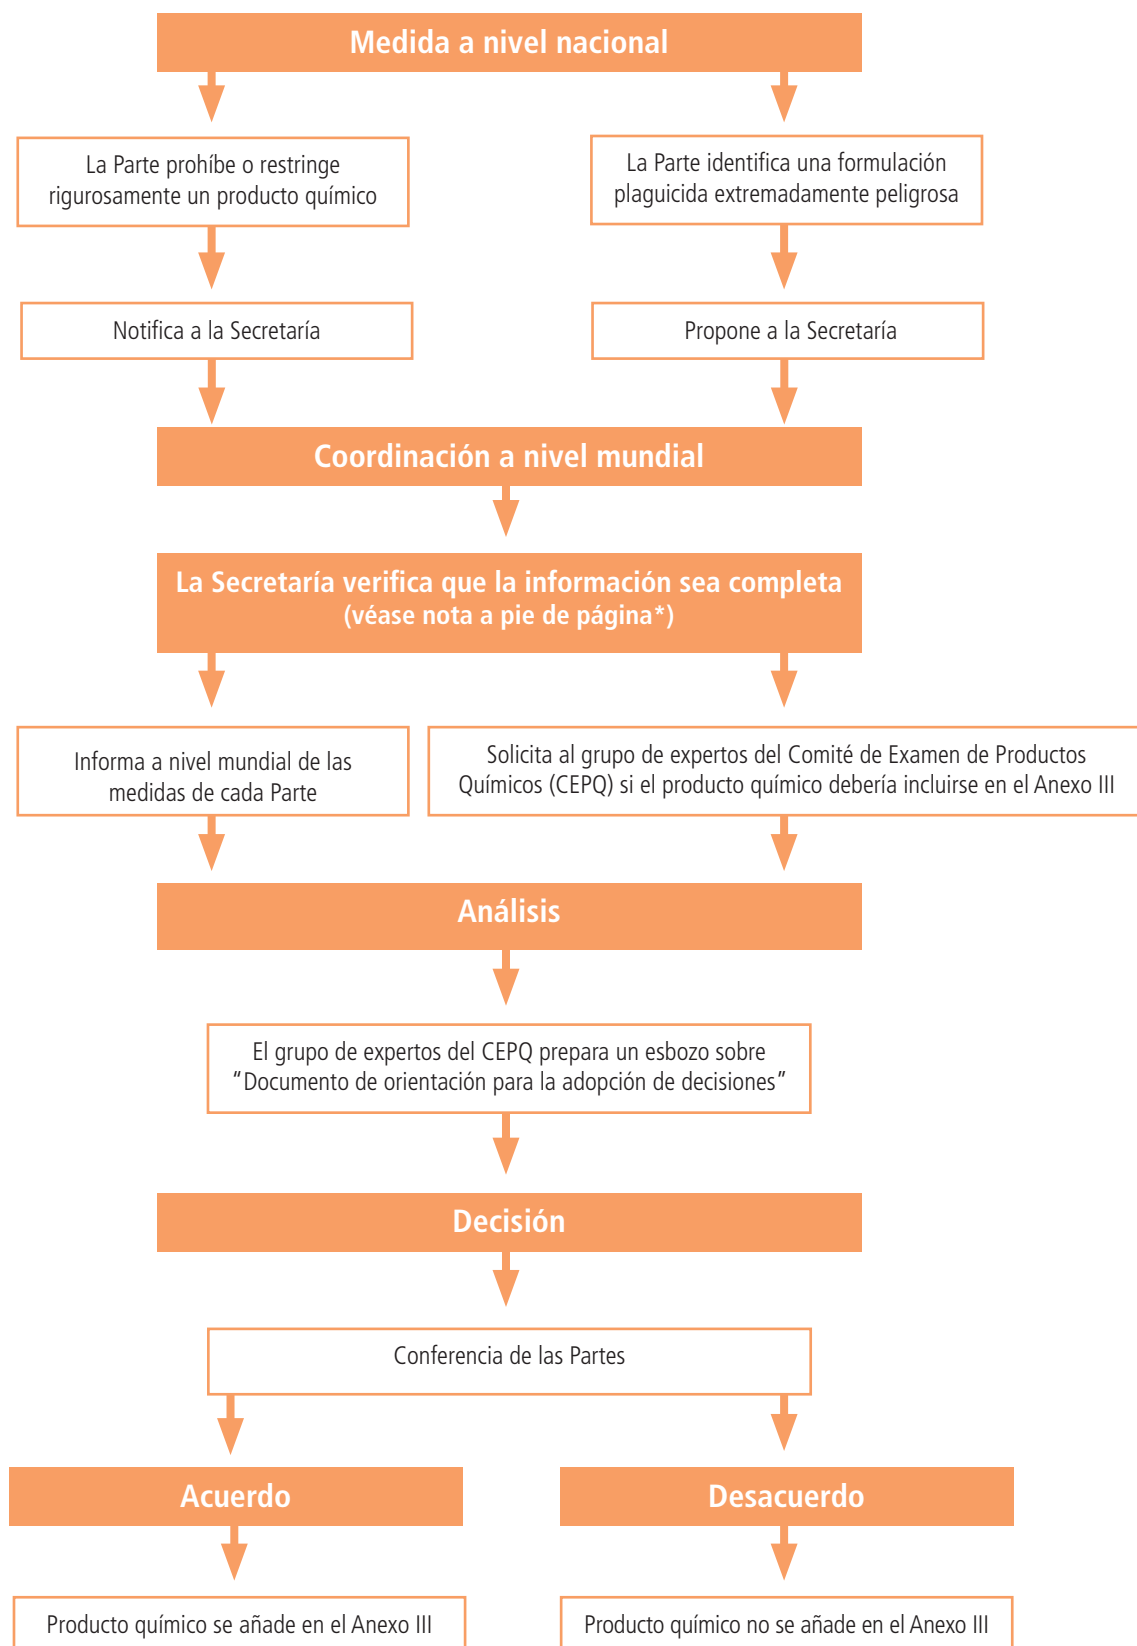 Medida a nivel nacional
La Parte prohíbe o restringe
rigurosamente un producto químico
La Parte identifica una formulación
plaguicida extremadamente peligrosa
Notifica a la Secretaría
Propone a la Secretaría
Coordinación a nivel mundial
La Secretaría verifica que la información sea completa
(véase nota a pie de página*)
Informa a nivel mundial de las
medidas de cada Parte
Solicita al grupo de expertos del Comité de Examen de Productos
Químicos (CEPQ) si el producto químico debería incluirse en el Anexo III
Análisis
El grupo de expertos del CEPQ prepara un esbozo sobre
“Documento de orientación para la adopción de decisiones”
Decisión
Conferencia de las Partes
Acuerdo
Desacuerdo
Producto químico se añade en el Anexo III
Producto químico no se añade en el Anexo III